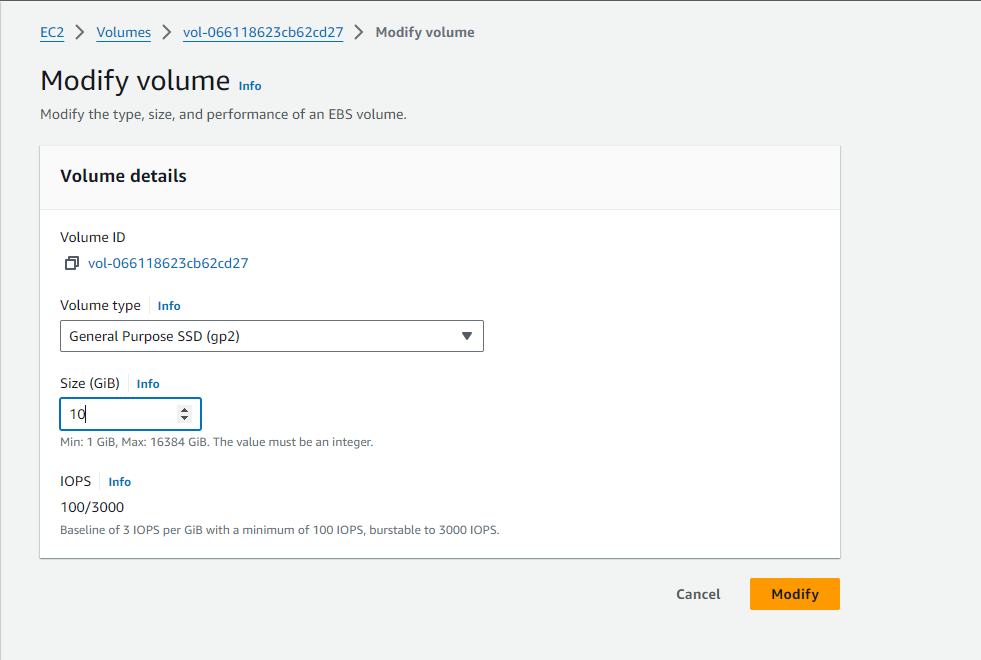 EC2 > Volumes > vol-066118623cb62cd27 > Modify volume
Modify volume Info
Modify the type, size, and performance of an EBS volume.
Volume details
Volume ID
vol-066118623cb62cd27
Volume type Info
General Purpose SSD (gp2)
Size (GiB) Info
10
Min: 1 GiB, Max: 16384 GiB. The value must be an integer.
IOPS Info
100/3000
Baseline of 3 IOPS per GiB with a minimum of 100 IOPS, burstable to 3000 IOPS.
Cancel Modify